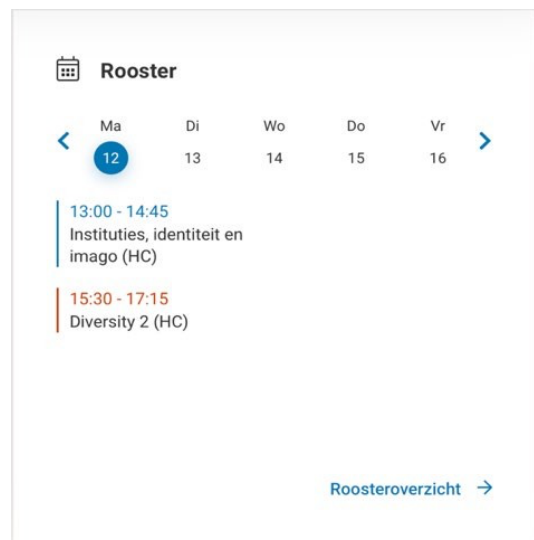 Rooster
Ma Di Wo Do Vr
12 13 14 15 16
13:00 - 14:45
Instituties, identiteit en
imago (HC)
15:30 - 17:15
Diversity 2 (HC)
Roosteroverzicht